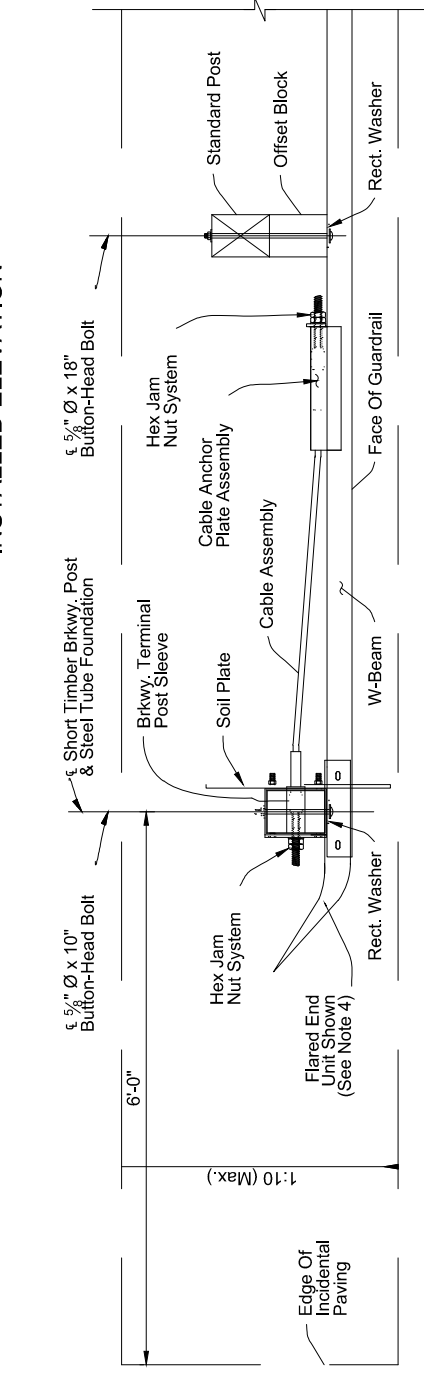 INSTALLED ELEVATION
℄ Short Timber Brkwy. Post
& Steel Tube Foundation
℄ 5/8" Ø x 10"
Button-Head Bolt
℄ 5/8" Ø x 18"
Button-Head Bolt
6'-0"
Brkwy. Terminal
Post Sleeve
Hex Jam
Nut System
Standard Post
Soil Plate
Cable Anchor
Plate Assembly
Hex Jam
Nut System
Offset Block
Cable Assembly
1:10 (Max.)
Edge Of
Incidental
Paving
Flared End
Unit Shown
(See Note 4)
Rect. Washer
W-Beam
Face Of Guardrail
Rect. Washer